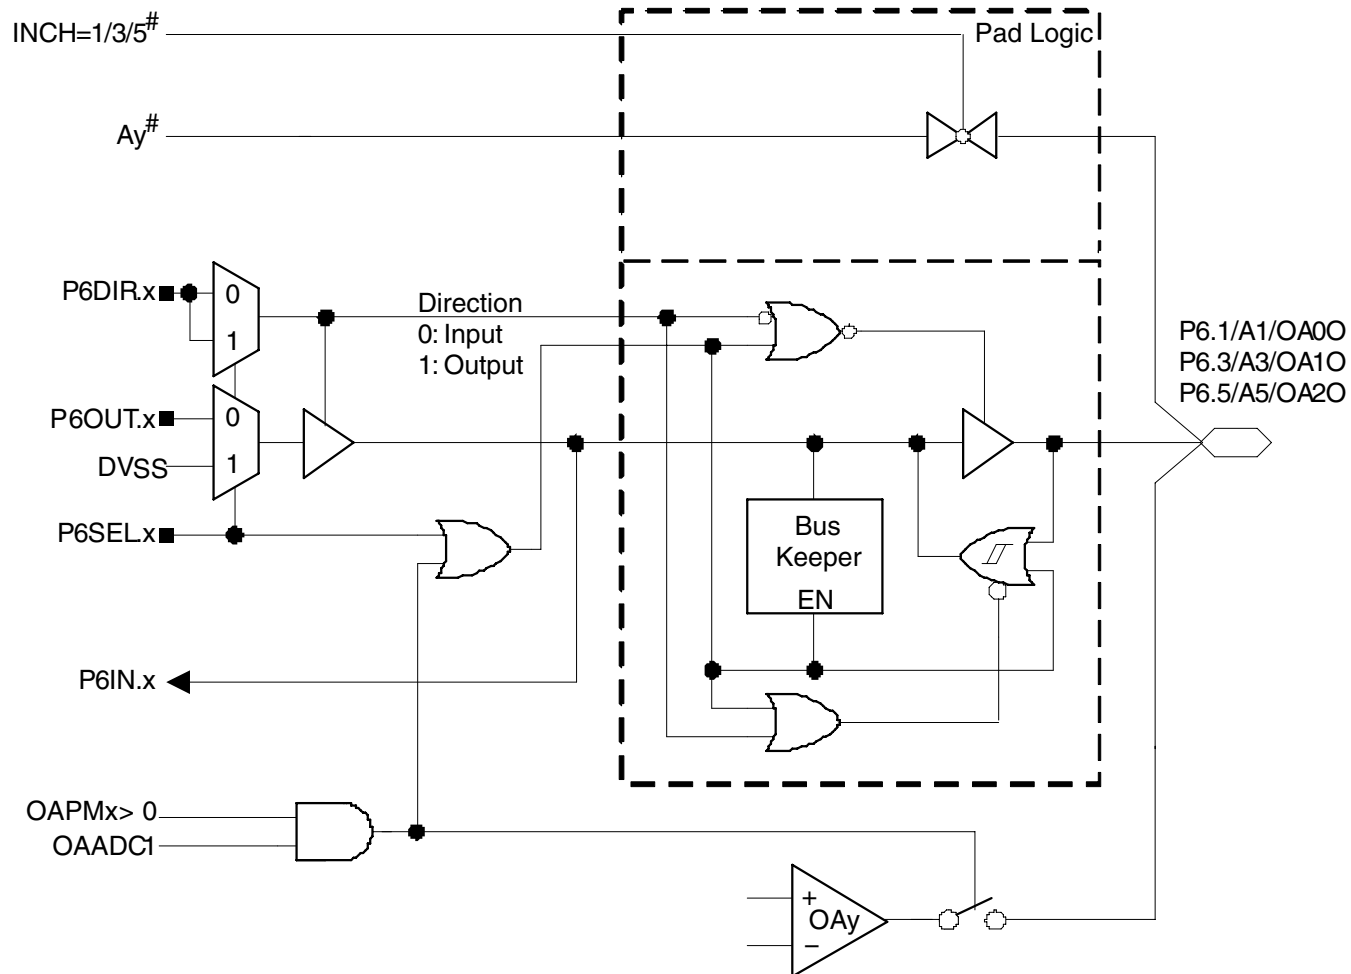 INCH=1/3/5#
Pad Logic
Ay#
P6DIR.x
0
1
Direction
0: Input
1: Output
P6.1/A1/OA0O
P6.3/A3/OA1O
P6.5/A5/OA2O
P6OUT.x
0
DVSS
1
P6SEL.x
Bus
Keeper
EN
P6IN.x
OAPMx> 0
OAADC1
+
OAy
−